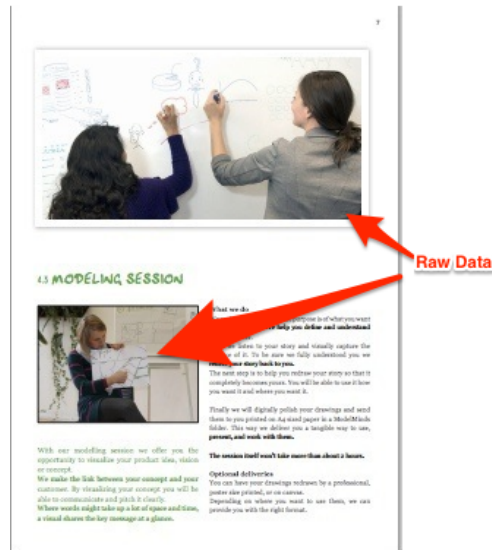 7
Raw Data
4.3 MODELING SESSION
What we do
purpose is of what you want
help you define and understand
listen to your story and visually capture the
of it. To be sure we fully understood you we
your story back to you.
The next step is to help you redraw your story so that it
completely becomes yours. You will be able to use it how
you want it and where you want it.
Finally we will digitally polish your drawings and send
them to you printed on A4 sized paper in a ModelMinds
folder. This way we deliver you a tangible way to use,
present, and work with them.
The session itself won't take more than about 2 hours.
Optional deliveries
You can have your drawings redrawn by a professional,
poster size printed, or on canvas.
Depending on where you want to use them, we can
provide you with the right format.
With our modelling session we offer you the
opportunity to visualize your product idea, vision
or concept.
We make the link between your concept and your
customer. By visualizing your concept you will be
able to communicate and pitch it clearly.
Where words might take up a lot of space and time,
a visual shares the key message at a glance.